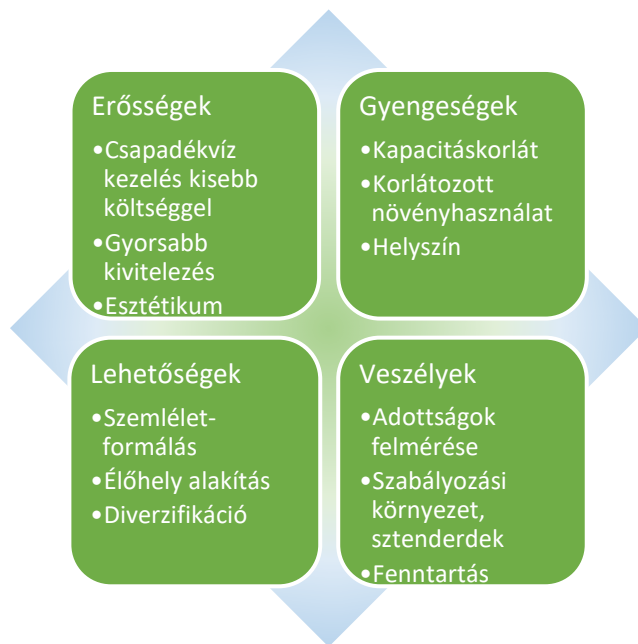 Erősségek
•Csapadékvíz
kezelés kisebb
költséggel
•Gyorsabb
kivitelezés
•Esztétikum
Gyengeségek
•Kapacitáskorlát
•Korlátozott
növényhasználat
•Helyszín
Lehetőségek
•Szemlélet-
formálás
•Élőhely alakítás
•Diverzifikáció
Veszélyek
•Adottságok
felmérése
•Szabályozási
környezet,
sztenderdek
•Fenntartás